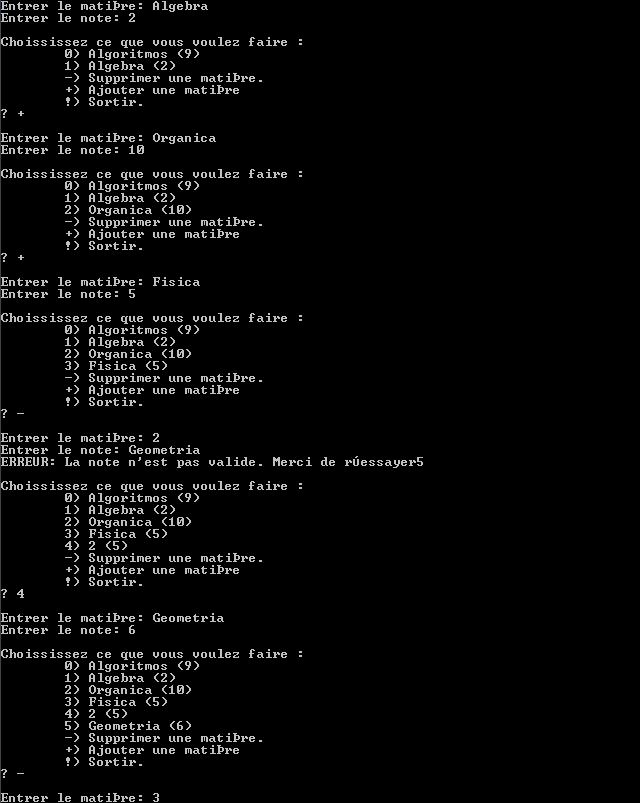 Entrer le matiÞre: Algebra
Entrer le note: 2
Choississez ce que vous voulez faire :
0) Algoritmos (9)
1) Algebra (2)
-) Supprimer une matiÞre.
+) Ajouter une matiÞre
!) Sortir.
? +
Entrer le matiÞre: Organica
Entrer le note: 10
Choississez ce que vous voulez faire :
0) Algoritmos (9)
1) Algebra (2)
2) Organica (10)
-) Supprimer une matiÞre.
+) Ajouter une matiÞre
!) Sortir.
? +
Entrer le matiÞre: Fisica
Entrer le note: 5
Choississez ce que vous voulez faire :
0) Algoritmos (9)
1) Algebra (2)
2) Organica (10)
3) Fisica (5)
-) Supprimer une matiÞre.
+) Ajouter une matiÞre
!) Sortir.
? -
Entrer le matiÞre: 2
Entrer le note: Geometria
ERREUR: La note n'est pas valide. Merci de rÚessayer5
Choississez ce que vous voulez faire :
0) Algoritmos (9)
1) Algebra (2)
2) Organica (10)
3) Fisica (5)
4) 2 (5)
-) Supprimer une matiÞre.
+) Ajouter une matiÞre
!) Sortir.
? 4
Entrer le matiÞre: Geometria
Entrer le note: 6
Choississez ce que vous voulez faire :
0) Algoritmos (9)
1) Algebra (2)
2) Organica (10)
3) Fisica (5)
4) 2 (5)
5) Geometria (6)
-) Supprimer une matiÞre.
+) Ajouter une matiÞre
!) Sortir.
? -
Entrer le matiÞre: 3